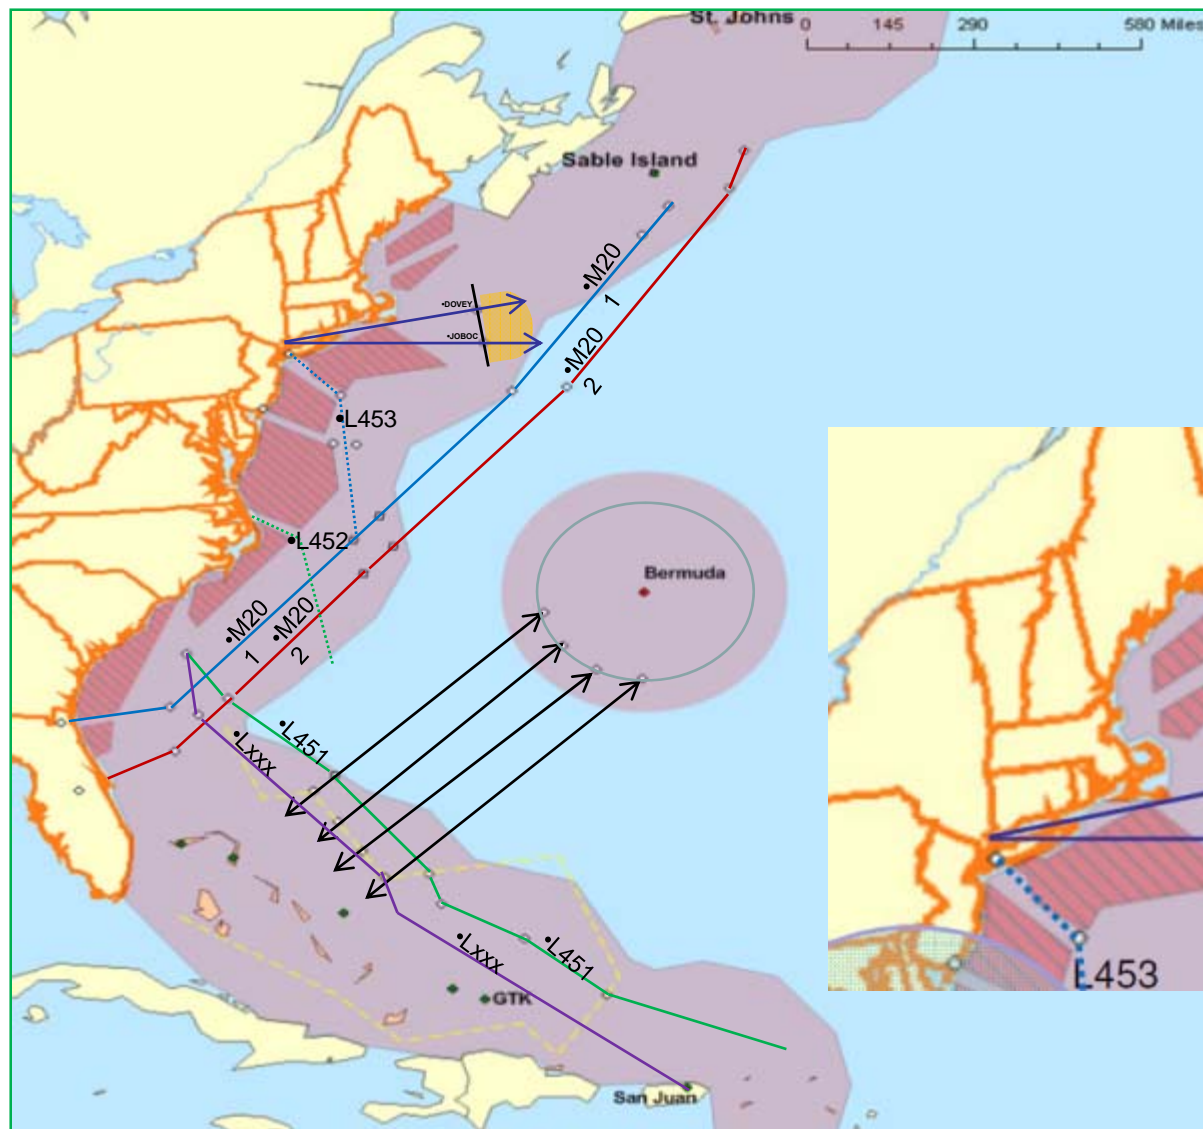 St. Johns
0 145 290 580 Miles
Sable Island
•M20
1
•DOVEY
•JOBOC
•M20
2
•L453
•L452
Bermuda
•M20
1
•M20
2
•L451
•Lxxx
•Lxxx
•L451
GTK
San Juan
L453